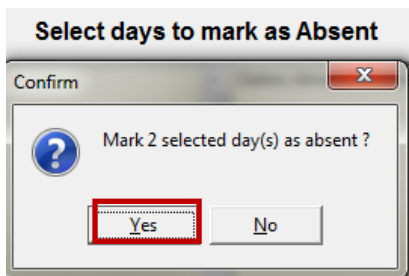 Select days to mark as Absent
Confirm
Mark 2 selected day(s) as absent ?
Yes
No